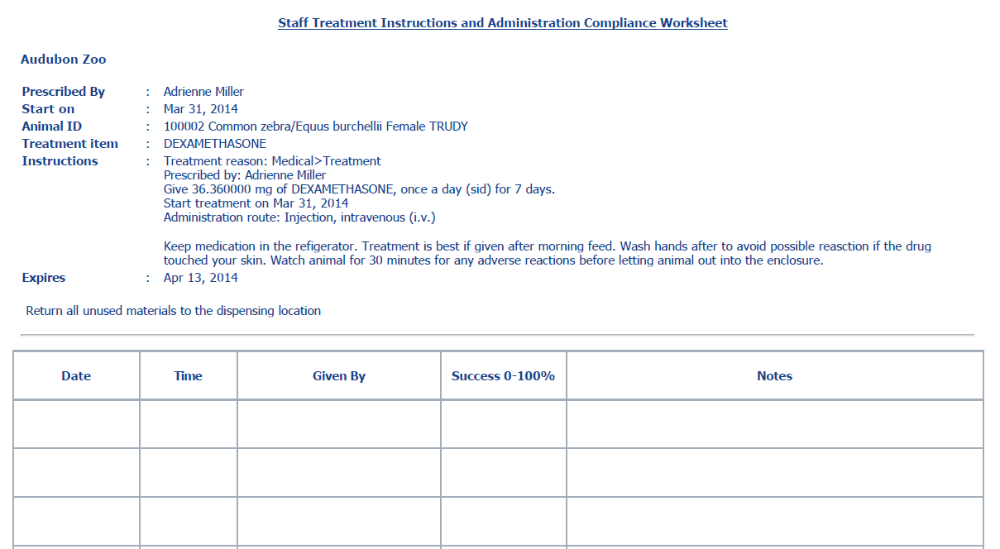 Staff Treatment Instructions and Administration Compliance Worksheet
Audubon Zoo
Prescribed By : Adrienne Miller
Start on : Mar 31, 2014
Animal ID : 100002 Common zebra/Equus burchellii Female TRUDY
Treatment item : DEXAMETHASONE
Instructions : Treatment reason: Medical>Treatment
Prescribed by: Adrienne Miller
Give 36.360000 mg of DEXAMETHASONE, once a day (sid) for 7 days.
Start treatment on Mar 31, 2014
Administration route: Injection, intravenous (i.v.)
Keep medication in the refigerator. Treatment is best if given after morning feed. Wash hands after to avoid possible reasction if the drug
touched your skin. Watch animal for 30 minutes for any adverse reactions before letting animal out into the enclosure.
Expires : Apr 13, 2014
Return all unused materials to the dispensing location
Date Time Given By Success 0-100% Notes